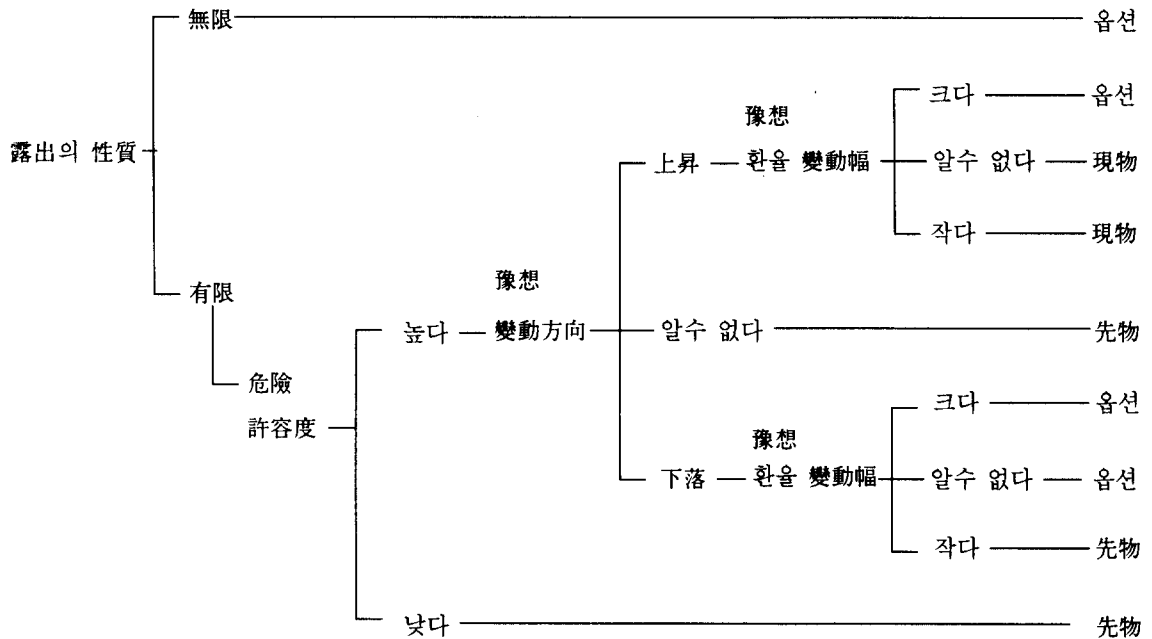 無限 옵션
크다 옵션
豫想
露出의 性質 上昇 환율 變動幅 알수 없다 現物
작다 現物
有限 豫想
높다 變動方向 알수 없다 先物
危險
許容度 크다 옵션
豫想
下落 환율 變動幅 알수 없다 옵션
작다 先物
낮다 先物